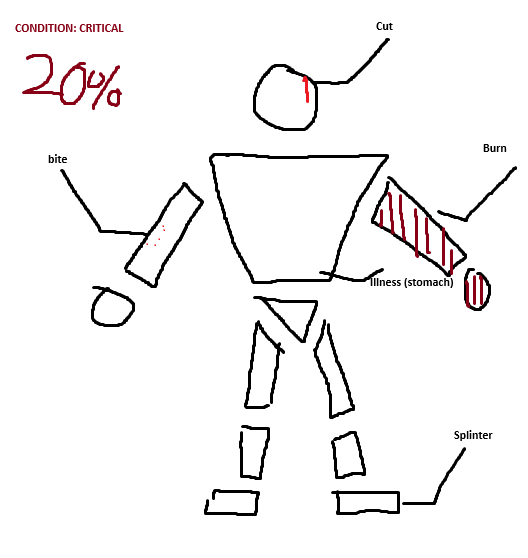 CONDITION: CRITICAL
20%
Cut
bite
Burn
Illness (stomach)
Splinter